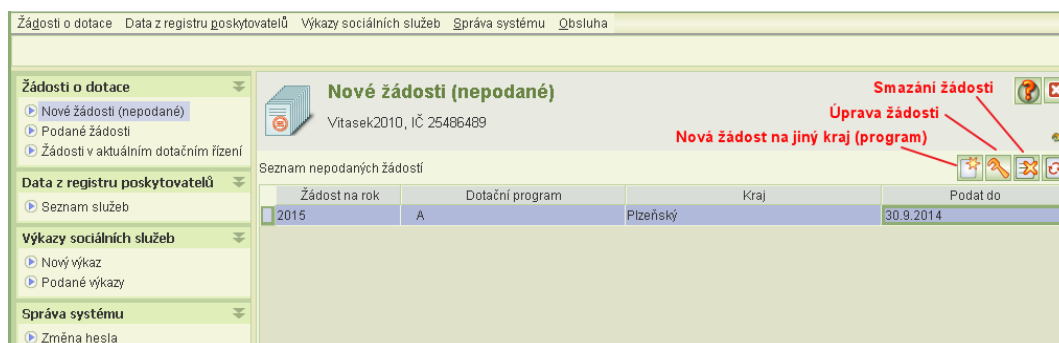 Žádosti o dotace Data z registru poskytovatelů Výkazy sociálních služeb Správa systému Obsluha
Žádosti o dotace
Nové žádosti (nepodané)
Podané žádosti
Žádosti v aktuálním dotačním řízení
Data z registru poskytovatelů
Seznam služeb
Výkazy sociálních služeb
Nový výkaz
Podané výkazy
Správa systému
Změna hesla
Nové žádosti (nepodané)
Vitasek2010, IČ 25486489
Smazání žádosti
Úprava žádosti
Nová žádost na jiný kraj (program)
Seznam nepodaných žádostí
Žádost na rok Dotační program Kraj Podat do
2015 A Plzeňský 30.9.2014